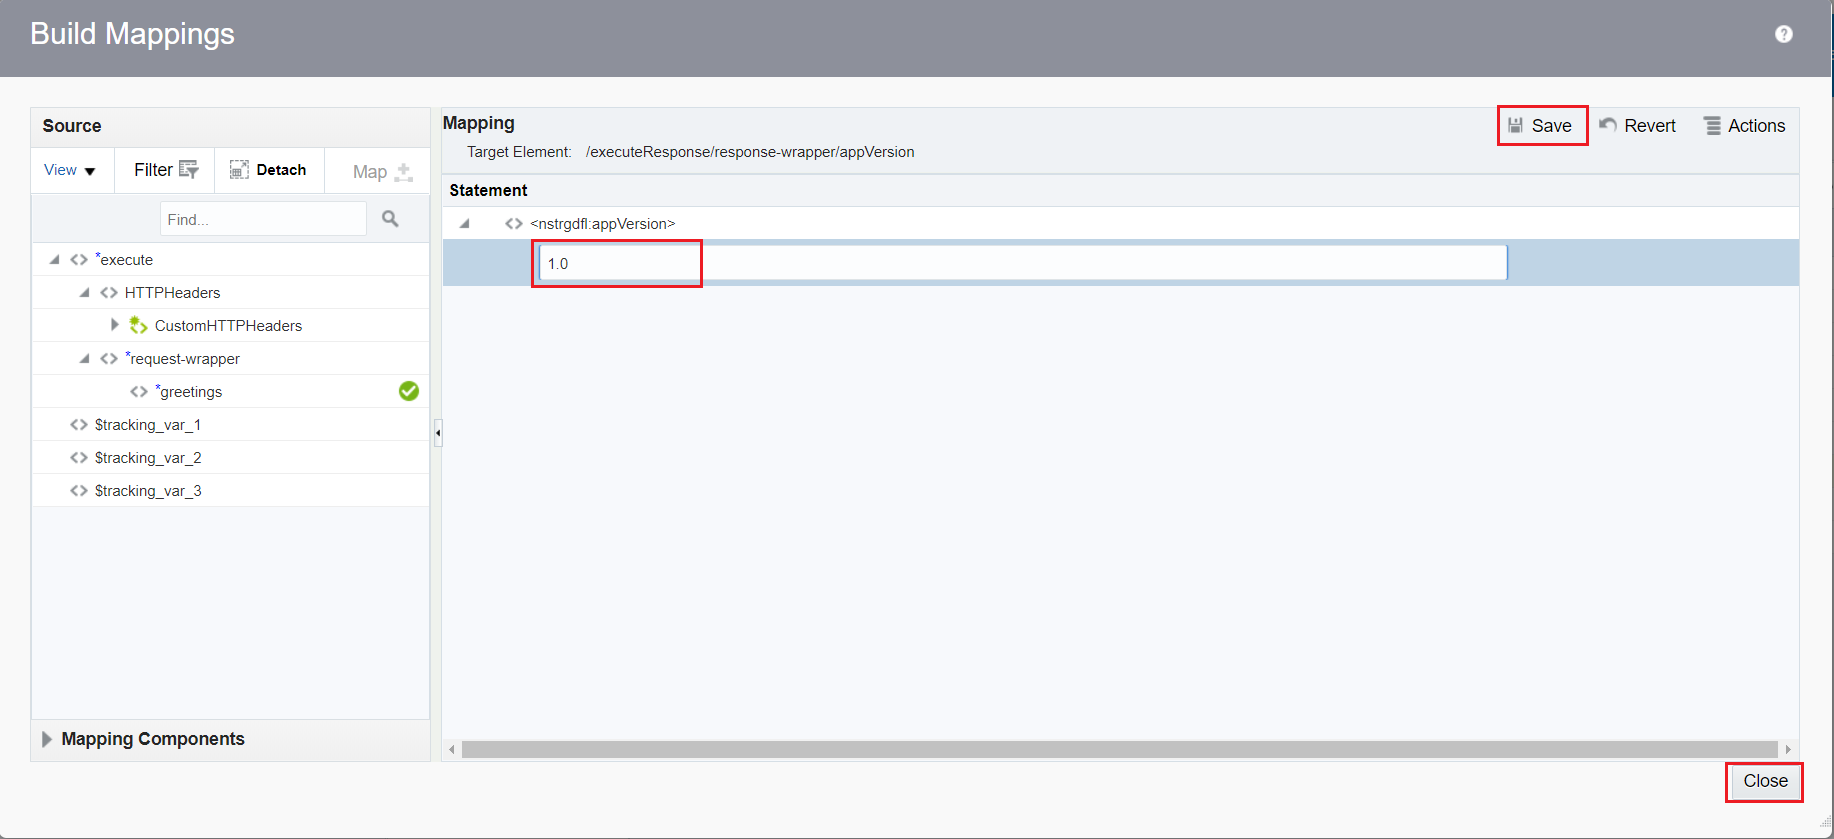 Build Mappings
?
Source
View
Filter
Detach
Map
Find...
*execute
HTTPHeaders
CustomHTTPHeaders
*request-wrapper
*greetings
$tracking_var_1
$tracking_var_2
$tracking_var_3
Mapping Components
Mapping
Save
Revert
Actions
Target Element: /executeResponse/response-wrapper/appVersion
Statement
<nstrgdfl:appVersion>
1.0
Close